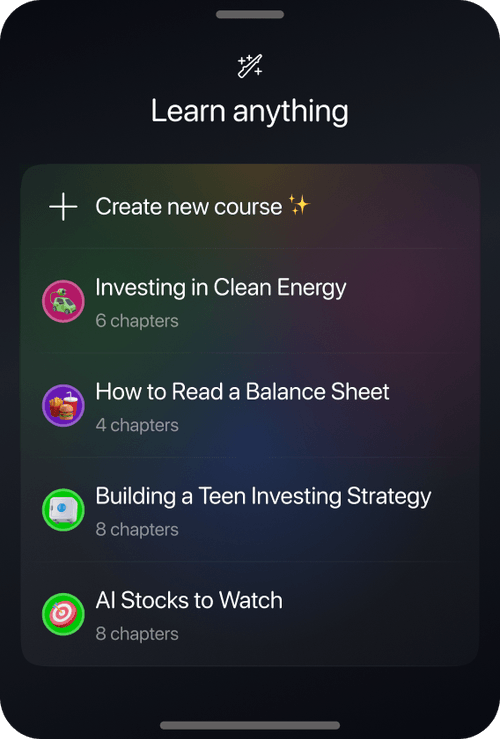 Learn anything
Create new course ✨
Investing in Clean Energy
6 chapters
How to Read a Balance Sheet
4 chapters
Building a Teen Investing Strategy
8 chapters
AI Stocks to Watch
8 chapters